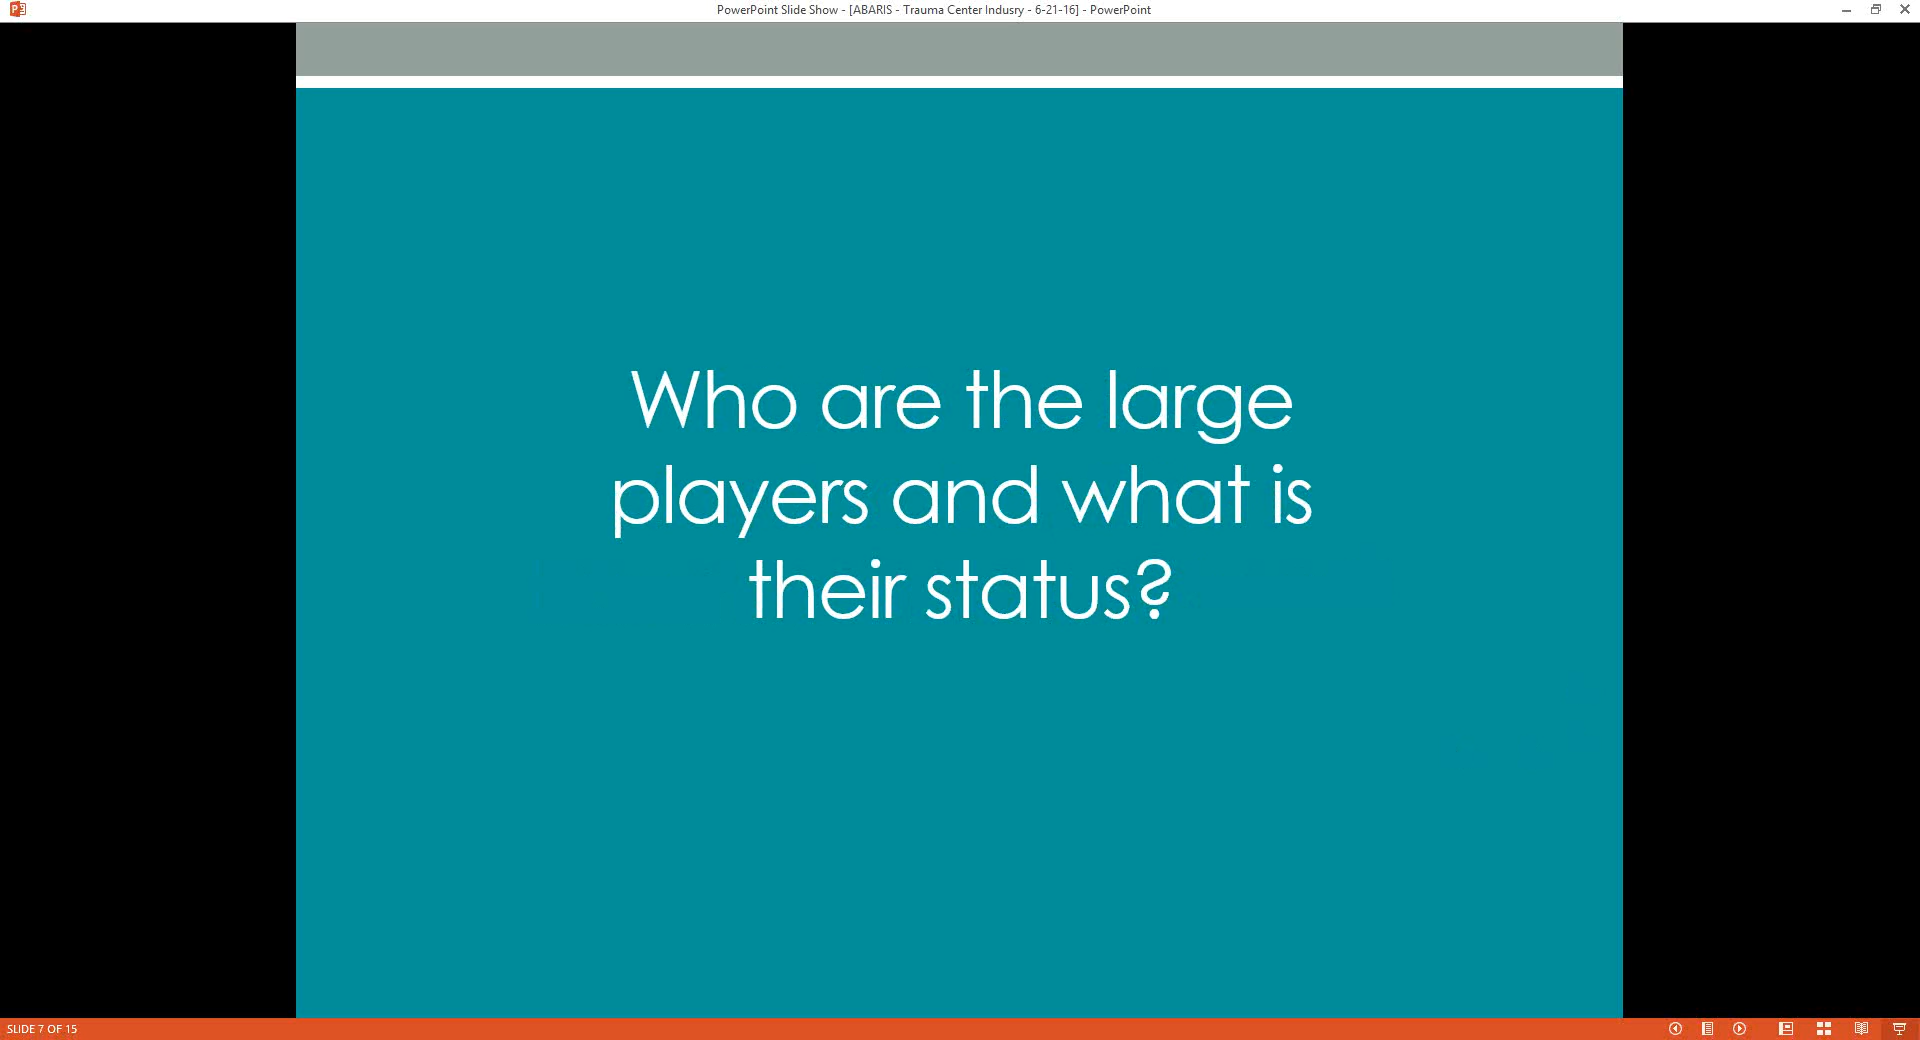 PowerPoint Slide Show - [ABARIS - Trauma Center Indusry - 6-21-16] - PowerPoint
Who are the large
players and what is
their status?
SLIDE 7 OF 15